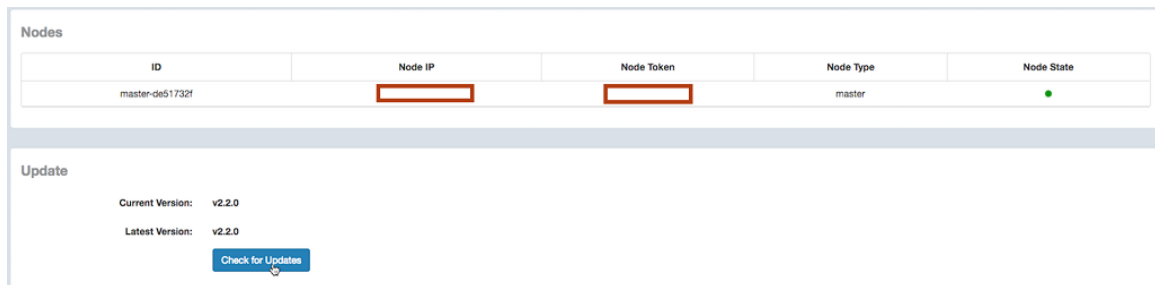 Nodes
ID Node IP Node Token Node Type Node State
master-de51732f master
Update
Current Version: v2.2.0
Latest Version: v2.2.0
Check for Updates